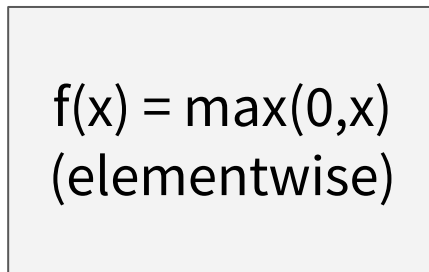 f(x) = max(0,x)
(elementwise)